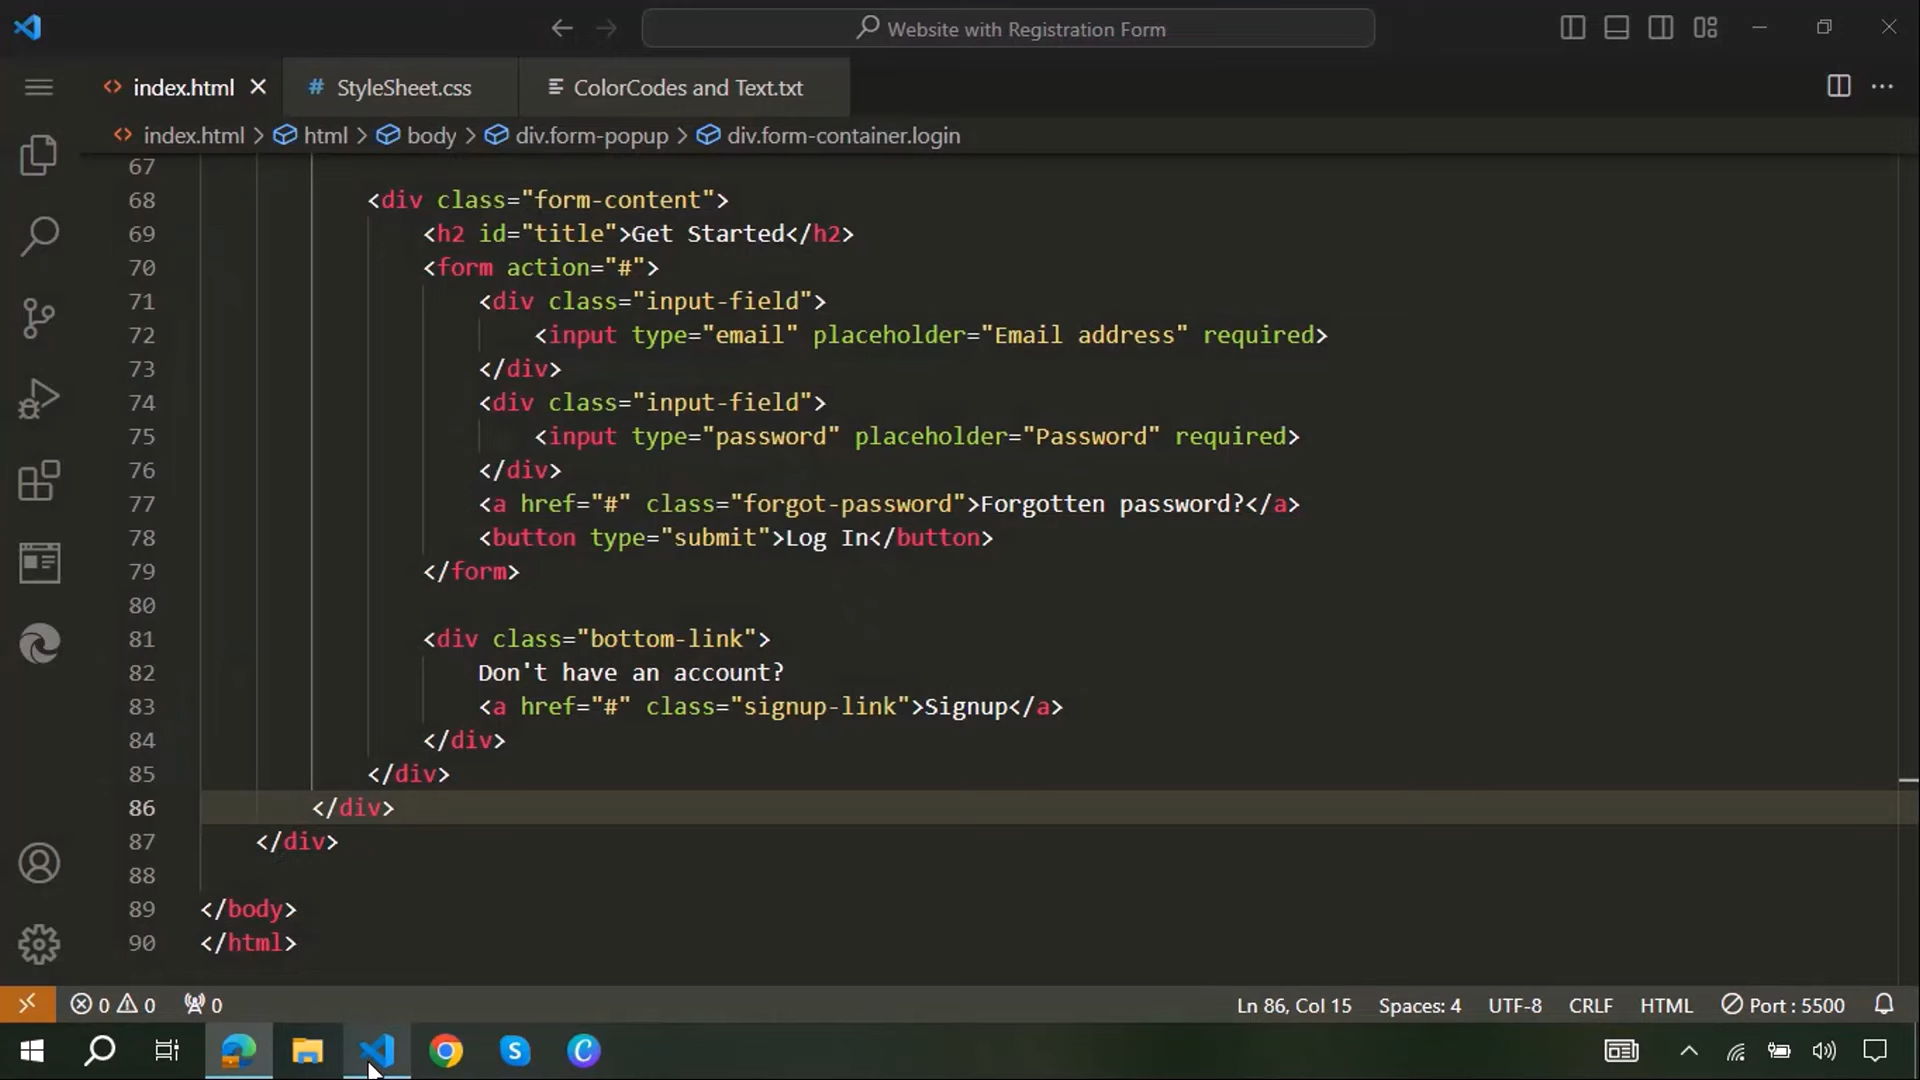 Website with Registration Form
index.html
# StyleSheet.css
ColorCodes and Text.txt
index.html > html > body > div.form-popup > div.form-container.login
67
68 <div class="form-content">
69 <h2 id="title">Get Started</h2>
70 <form action="#">
71 <div class="input-field">
72 <input type="email" placeholder="Email address" required>
73 </div>
74 <div class="input-field">
75 <input type="password" placeholder="Password" required>
76 </div>
77 <a href="#" class="forgot-password">Forgotten password?</a>
78 <button type="submit">Log In</button>
79 </form>
80
81 <div class="bottom-link">
82 Don't have an account?
83 <a href="#" class="signup-link">Signup</a>
84 </div>
85 </div>
86 </div>
87 </div>
88
89 </body>
90 </html>
0 0 0 Ln 86, Col 15 Spaces: 4 UTF-8 CRLF HTML Port : 5500